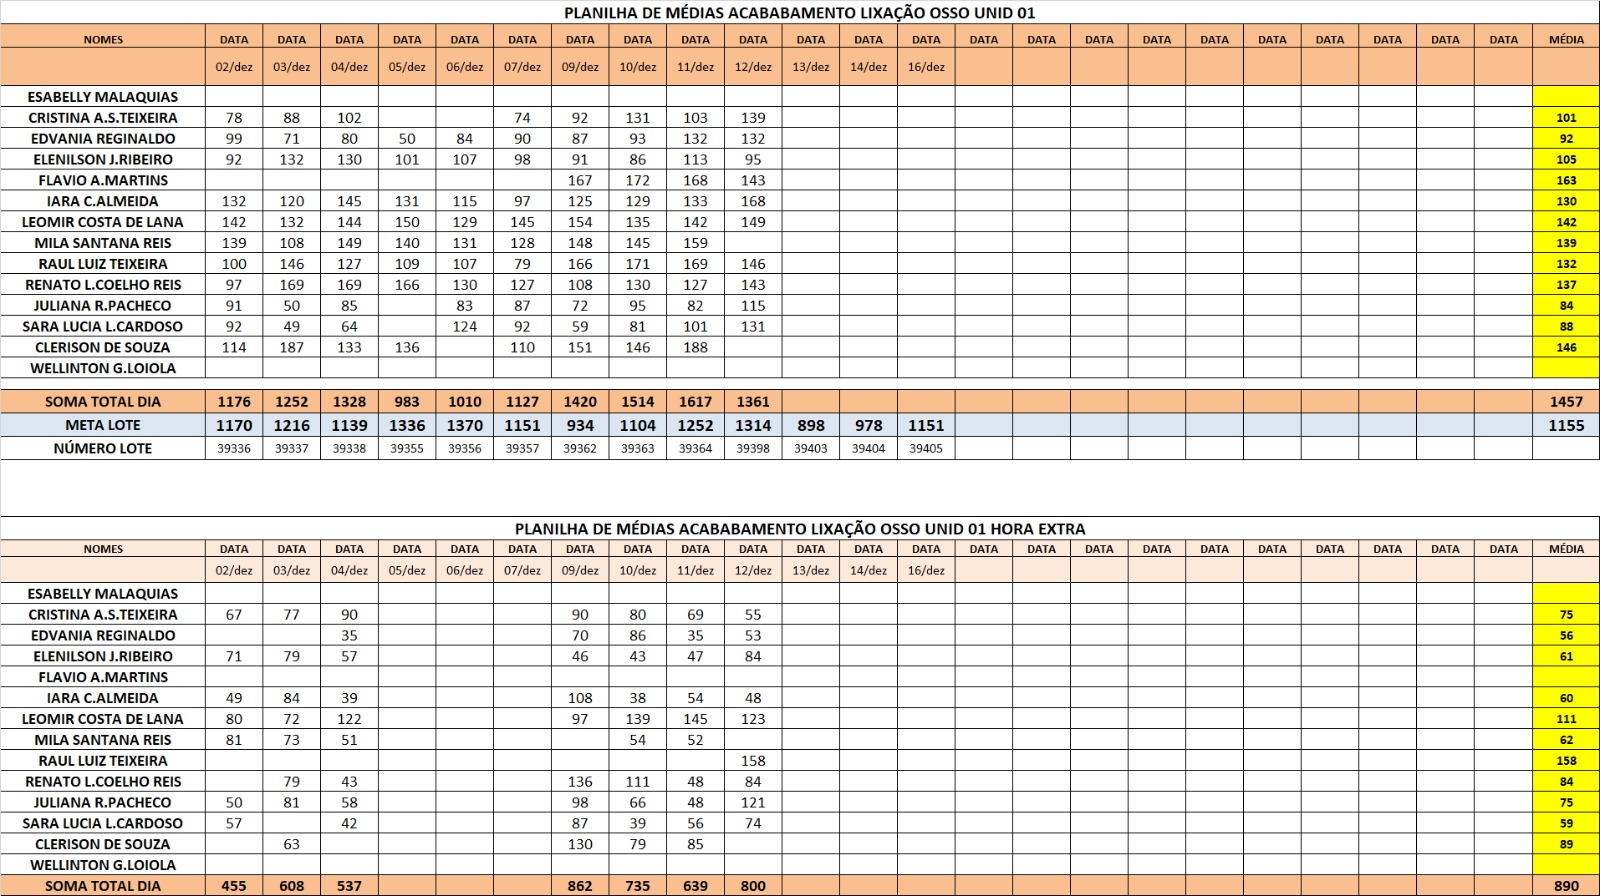 PLANILHA DE MÉDIAS ACABABAMENTO LIXAÇÃO OSSO UNID 01
NOMES DATA DATA DATA DATA DATA DATA DATA DATA DATA DATA DATA DATA DATA DATA DATA DATA DATA DATA DATA DATA DATA DATA DATA MÉDIA
02/dez 03/dez 04/dez 05/dez 06/dez 07/dez 09/dez 10/dez 11/dez 12/dez 13/dez 14/dez 16/dez
ESABELLY MALAQUIAS
CRISTINA A.S.TEIXEIRA 78 88 102 74 92 131 103 139 101
EDVANIA REGINALDO 99 71 80 50 84 90 87 93 132 132 92
ELENILSON J.RIBEIRO 92 132 130 101 107 98 91 86 113 95 105
FLAVIO A.MARTINS 167 172 168 143 163
IARA C.ALMEIDA 132 120 145 131 115 97 125 129 133 168 130
LEOMIR COSTA DE LANA 142 132 144 150 129 145 154 135 142 149 142
MILA SANTANA REIS 139 108 149 140 131 128 148 145 159 139
RAUL LUIZ TEIXEIRA 100 146 127 109 107 79 166 171 169 146 132
RENATO L.COELHO REIS 97 169 169 166 130 127 108 130 127 143 137
JULIANA R.PACHECO 91 50 85 83 87 72 95 82 115 84
SARA LUCIA L.CARDOSO 92 49 64 124 92 59 81 101 131 88
CLERISON DE SOUZA 114 187 133 136 110 151 146 188 146
WELLINTON G.LOIOLA
SOMA TOTAL DIA 1176 1252 1328 983 1010 1127 1420 1514 1617 1361 1457
META LOTE 1170 1216 1139 1336 1370 1151 934 1104 1252 1314 898 978 1151 1155
NÚMERO LOTE 39336 39337 39338 39355 39356 39357 39362 39363 39364 39398 39403 39404 39405
PLANILHA DE MÉDIAS ACABABAMENTO LIXAÇÃO OSSO UNID 01 HORA EXTRA
NOMES DATA DATA DATA DATA DATA DATA DATA DATA DATA DATA DATA DATA DATA DATA DATA DATA DATA DATA DATA DATA DATA DATA DATA MÉDIA
02/dez 03/dez 04/dez 05/dez 06/dez 07/dez 09/dez 10/dez 11/dez 12/dez 13/dez 14/dez 16/dez
ESABELLY MALAQUIAS
CRISTINA A.S.TEIXEIRA 67 77 90 90 80 69 55 75
EDVANIA REGINALDO 35 70 86 35 53 56
ELENILSON J.RIBEIRO 71 79 57 46 43 47 84 61
FLAVIO A.MARTINS
IARA C.ALMEIDA 49 84 39 108 38 54 48 60
LEOMIR COSTA DE LANA 80 72 122 97 139 145 123 111
MILA SANTANA REIS 81 73 51 54 52 62
RAUL LUIZ TEIXEIRA 158 158
RENATO L.COELHO REIS 79 43 136 111 48 84 84
JULIANA R.PACHECO 50 81 58 98 66 48 121 75
SARA LUCIA L.CARDOSO 57 42 87 39 56 74 59
CLERISON DE SOUZA 63 130 79 85 89
WELLINTON G.LOIOLA
SOMA TOTAL DIA 455 608 537 862 735 639 800 890